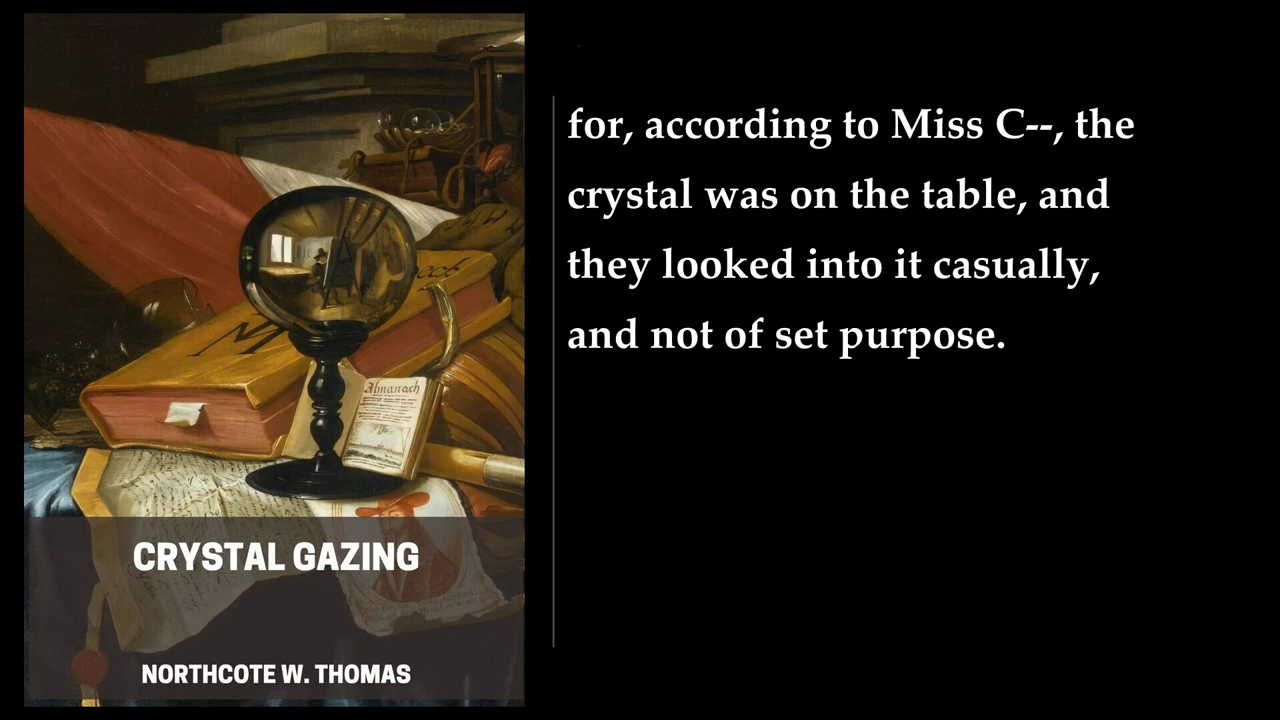 for, according to Miss C--, the
crystal was on the table, and
they looked into it casually,
and not of set purpose.
M
Almanach
CRYSTAL GAZING
NORTHCOTE W. THOMAS